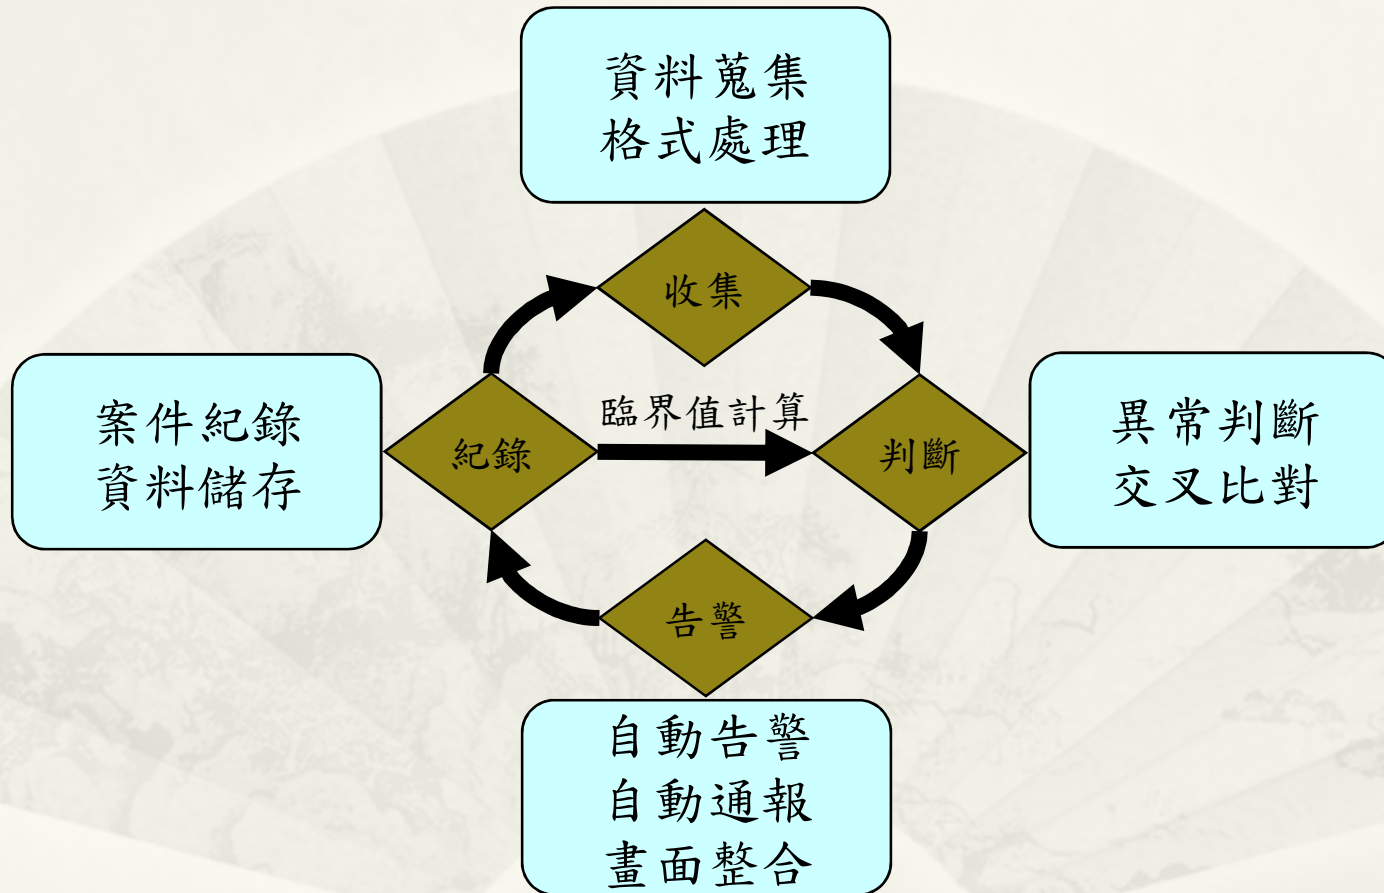 資料蒐集
格式處理
收集
臨界值計算
案件紀錄
資料儲存
紀錄
判斷
異常判斷
交叉比對
告警
自動告警
自動通報
畫面整合